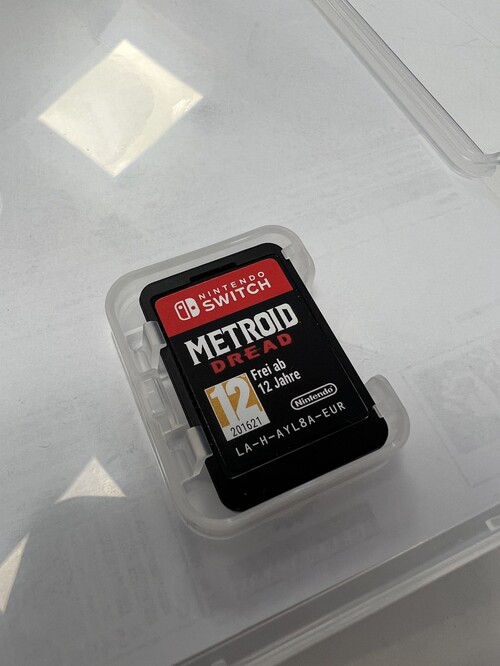 NINTENDO
SWITCH
METROID
DREAD
12
201621
Frei ab
12 Jahre
Nintendo
LA-H-AYL8A-EUR